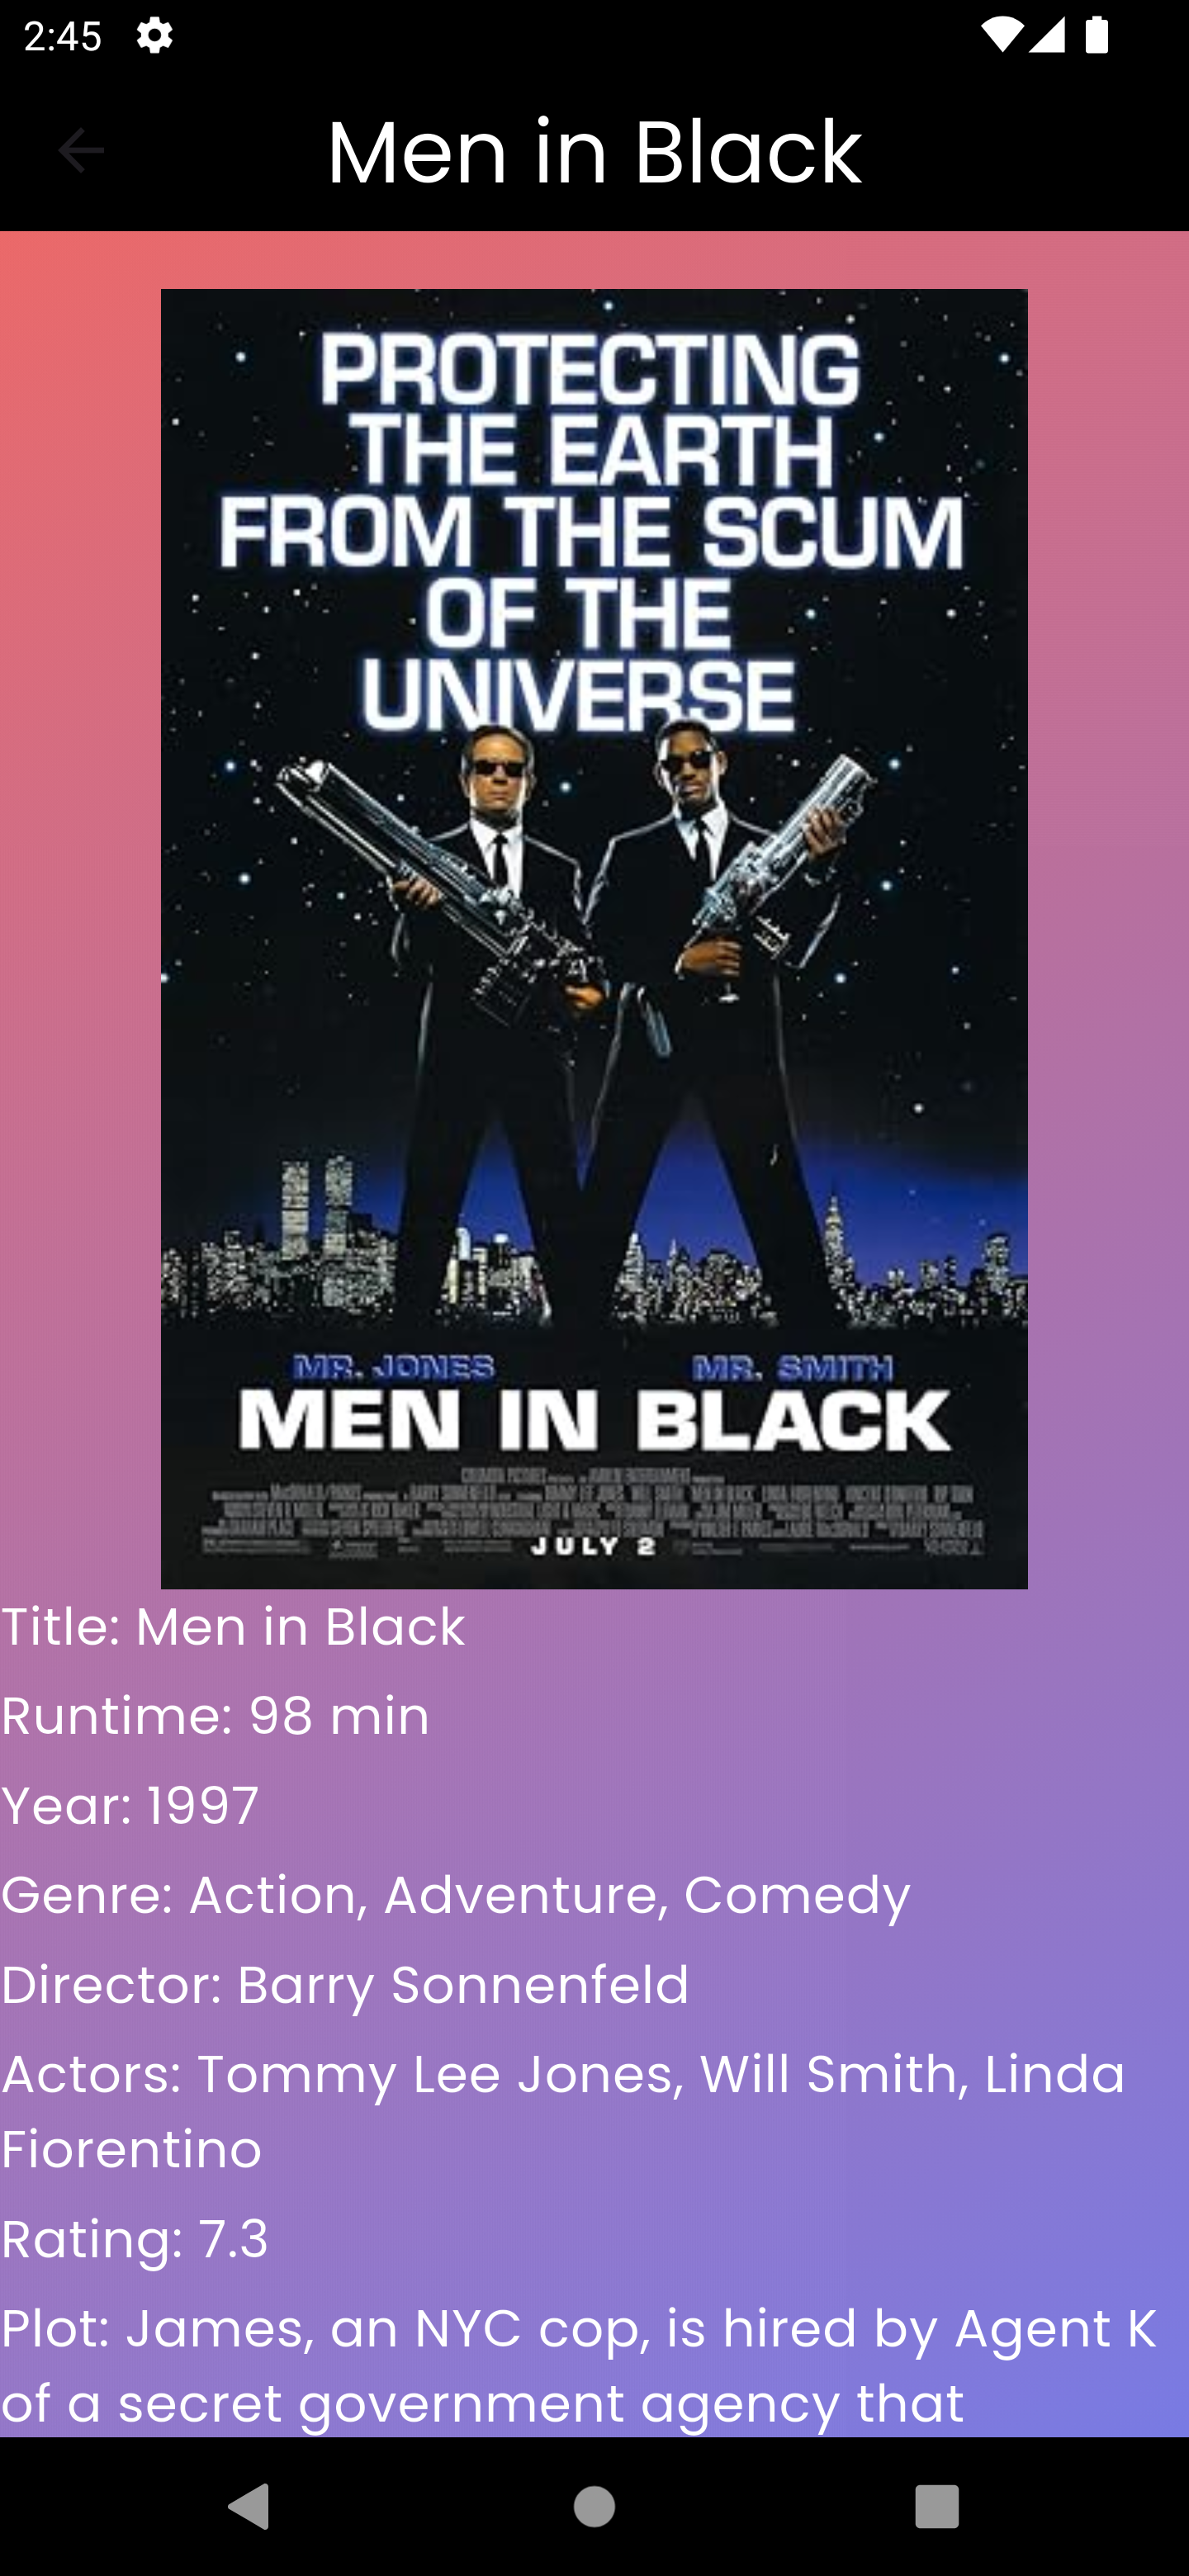 2:45
Men in Black
PROTECTING
THE EARTH
FROM THE SCUM
OF THE
UNIVERSE
MR. JONES MR. SMITH
MEN IN BLACK
JULY 2
Title: Men in Black
Runtime: 98 min
Year: 1997
Genre: Action, Adventure, Comedy
Director: Barry Sonnenfeld
Actors: Tommy Lee Jones, Will Smith, Linda
Fiorentino
Rating: 7.3
Plot: James, an NYC cop, is hired by Agent K
of a secret government agency that